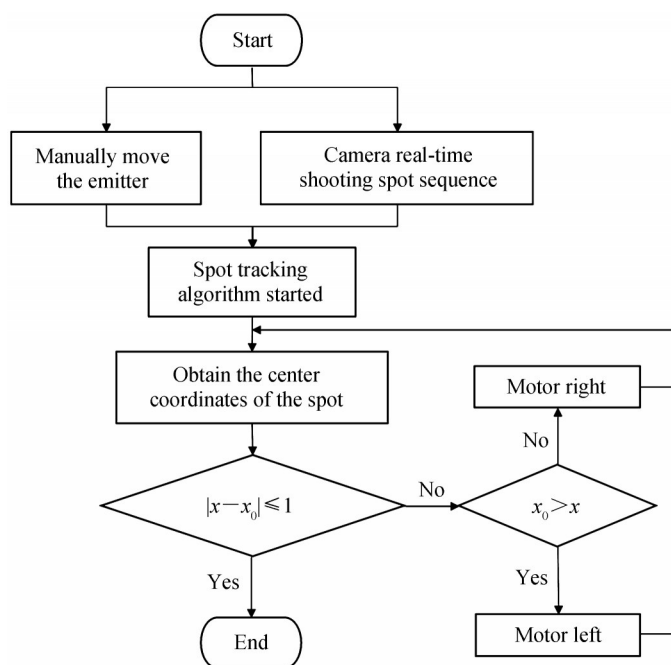 Start
Manually move
the emitter
Camera real-time
shooting spot sequence
Spot tracking
algorithm started
Obtain the center
coordinates of the spot
Motor right
No
|x−x₀|⩽1
No
x₀>x
Yes
Yes
End
Motor left